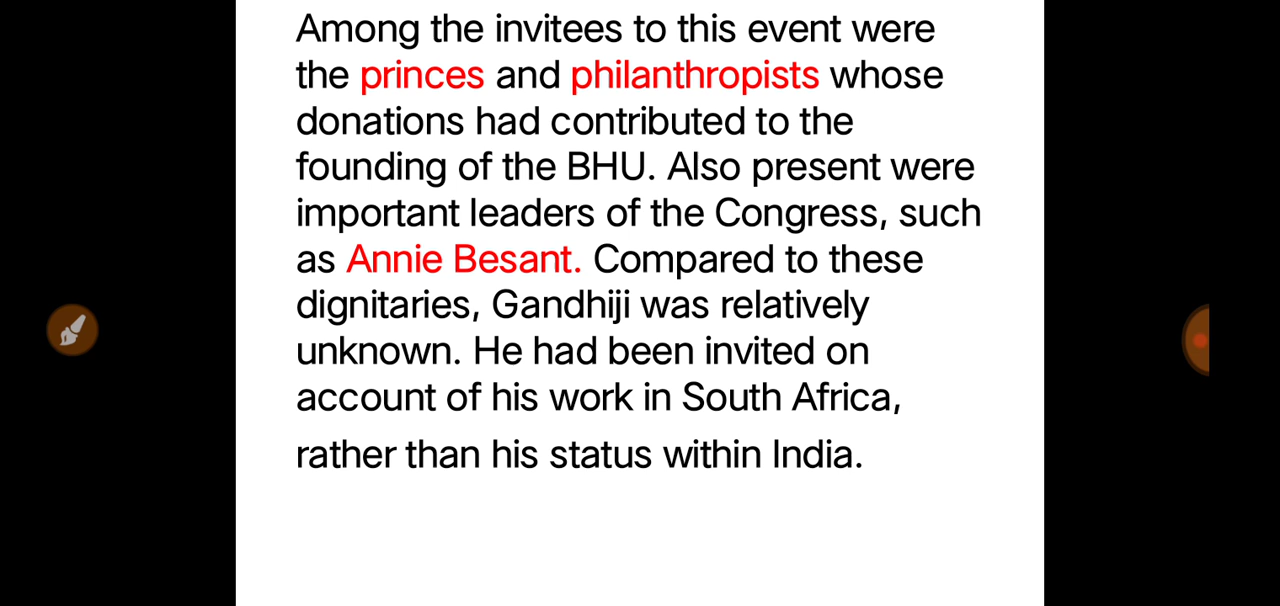 Among the invitees to this event were
the princes and philanthropists whose
donations had contributed to the
founding of the BHU. Also present were
important leaders of the Congress, such
as Annie Besant. Compared to these
dignitaries, Gandhiji was relatively
unknown. He had been invited on
account of his work in South Africa,
rather than his status within India.